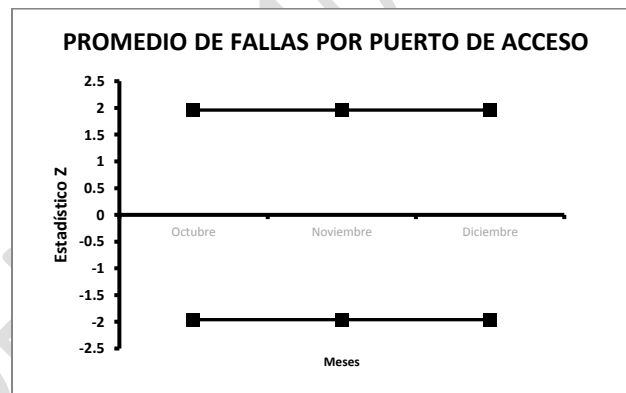 PROMEDIO DE FALLAS POR PUERTO DE ACCESO
2.5
2
1.5
1
0.5
0
-0.5
-1
-1.5
-2
-2.5
Estadístico Z
Octubre Noviembre Diciembre
Meses